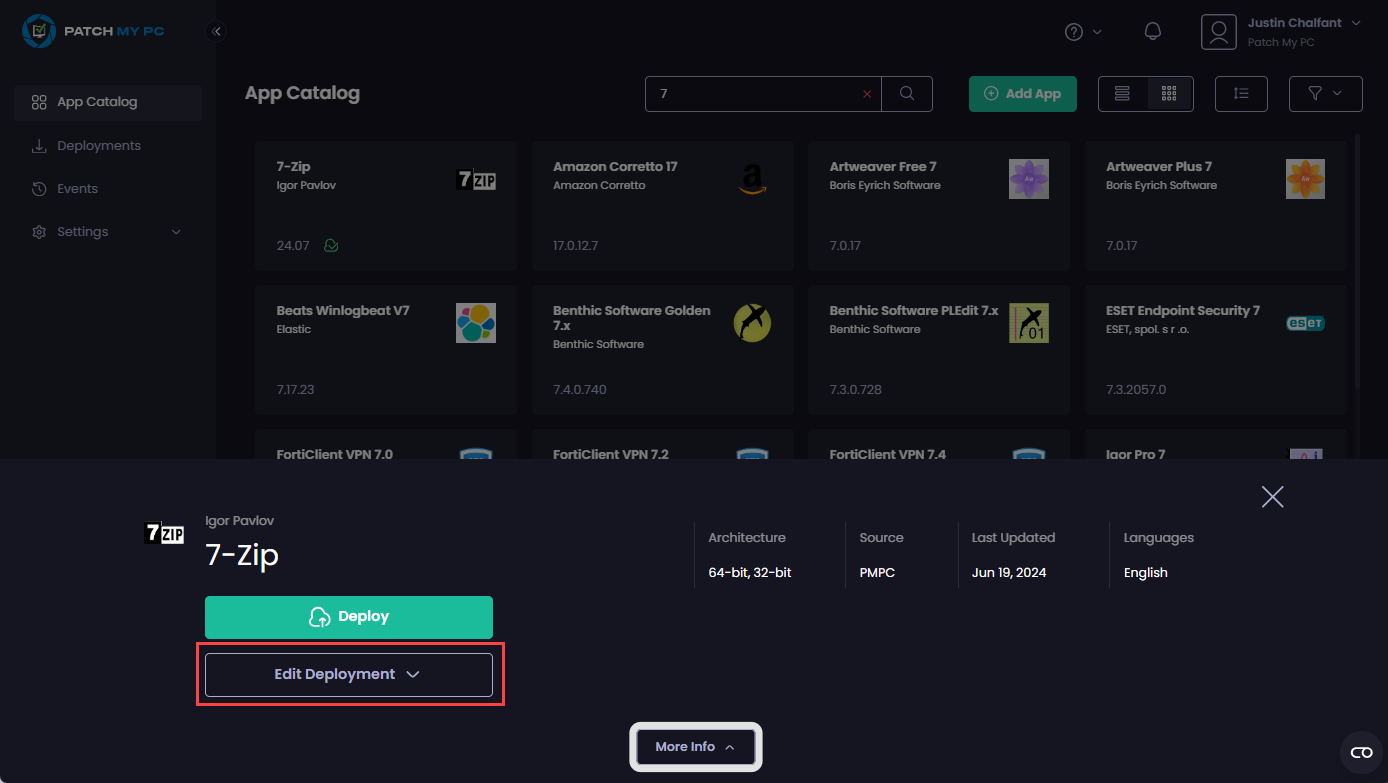 PATCH MY PC
Justin Chalfant
Patch My PC
App Catalog
Deployments
Events
Settings
App Catalog
7
Add App
7-Zip
Igor Pavlov
7ZIP
24.07
Amazon Corretto 17
Amazon Corretto
a
17.0.12.7
Artweaver Free 7
Boris Eyrich Software
Aw
7.0.17
Artweaver Plus 7
Boris Eyrich Software
Aw
7.0.17
Beats Winlogbeat V7
Elastic
7.17.23
Benthic Software Golden
7.x
Benthic Software
7.4.0.740
Benthic Software PLEdit 7.x
Benthic Software
01
7.3.0.728
ESET Endpoint Security 7
ESET, spol. s r .o.
eseT
7.3.2057.0
FortiClient VPN 7.0
FortiClient VPN 7.2
FortiClient VPN 7.4
Igor Pro 7
7ZIP
Igor Pavlov
7-Zip
Deploy
Edit Deployment
Architecture
64-bit, 32-bit
Source
PMPC
Last Updated
Jun 19, 2024
Languages
English
More Info